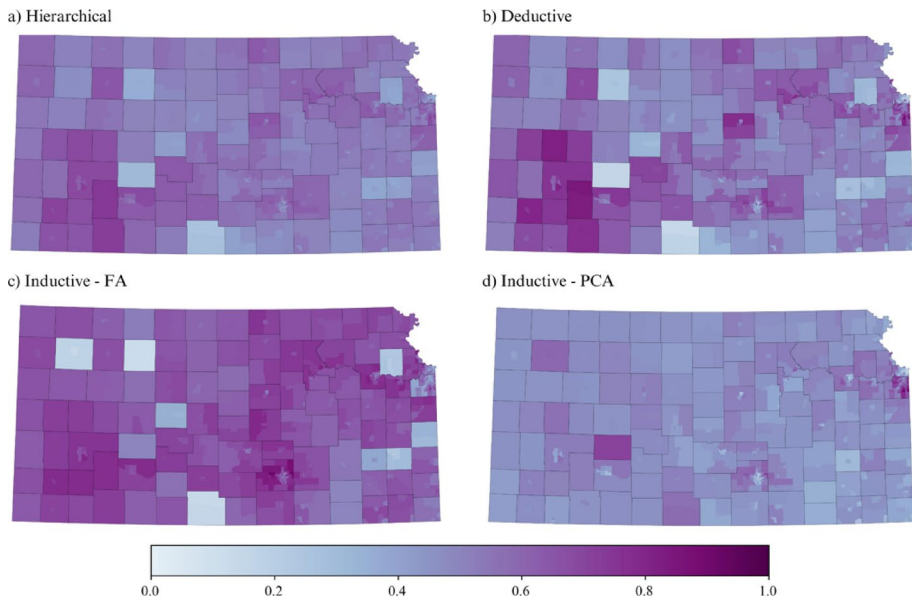 a) Hierarchical
b) Deductive
c) Inductive - FA
d) Inductive - PCA
0.0 0.2 0.4 0.6 0.8 1.0